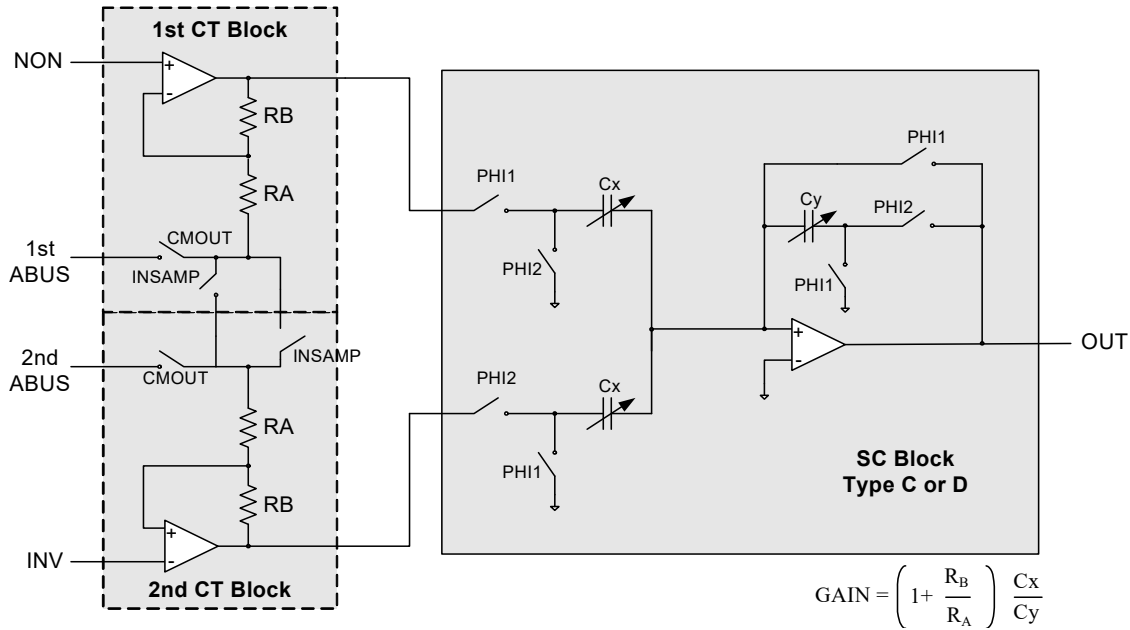 1st CT Block
NON
+
-
RB
RA
CMOUT
1st
ABUS
INSAMP
2nd
ABUS
CMOUT
INSAMP
RA
RB
+
-
INV
2nd CT Block
PHI1
Cx
PHI2
PHI2
Cx
PHI1
PHI1
Cy
PHI2
PHI1
+
-
OUT
SC Block
Type C or D
GAIN = ( 1+ R_B / R_A ) Cx / Cy